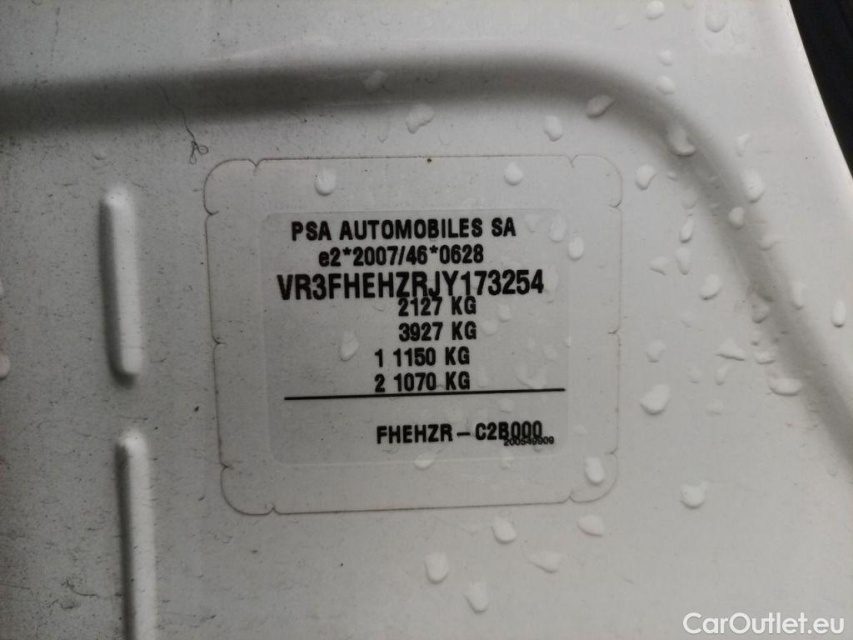 PSA AUTOMOBILES SA
e2*2007/46*0628
VR3FHEHZRJY173254
2127 KG
3927 KG
1 1150 KG
2 1070 KG
FHEHZR – C2B000
CarOutlet.eu